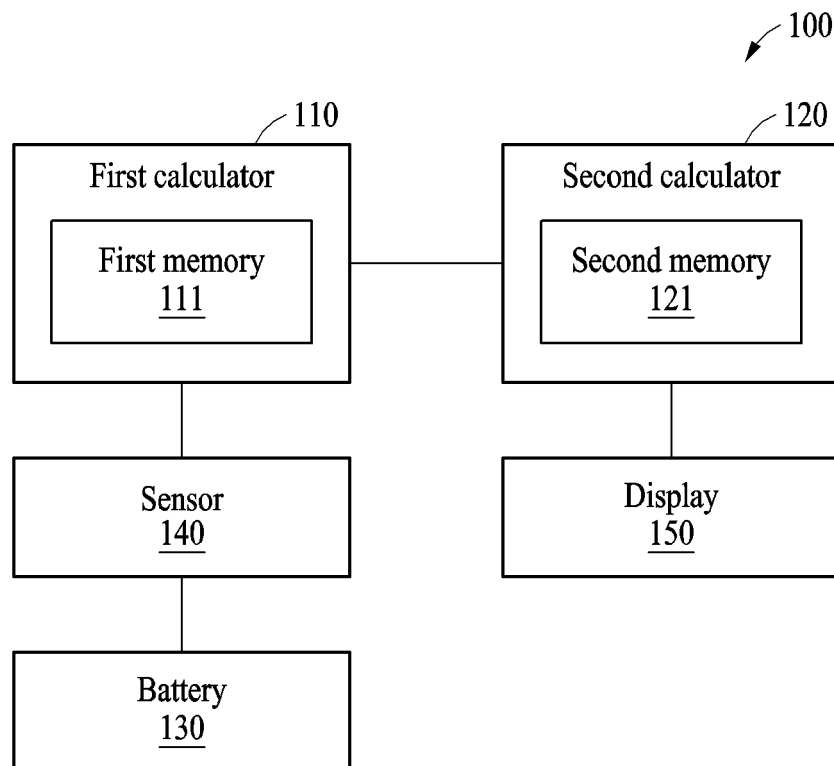 100
110
120
First calculator
Second calculator
First memory
Second memory
111
121
Sensor
140
Display
150
Battery
130